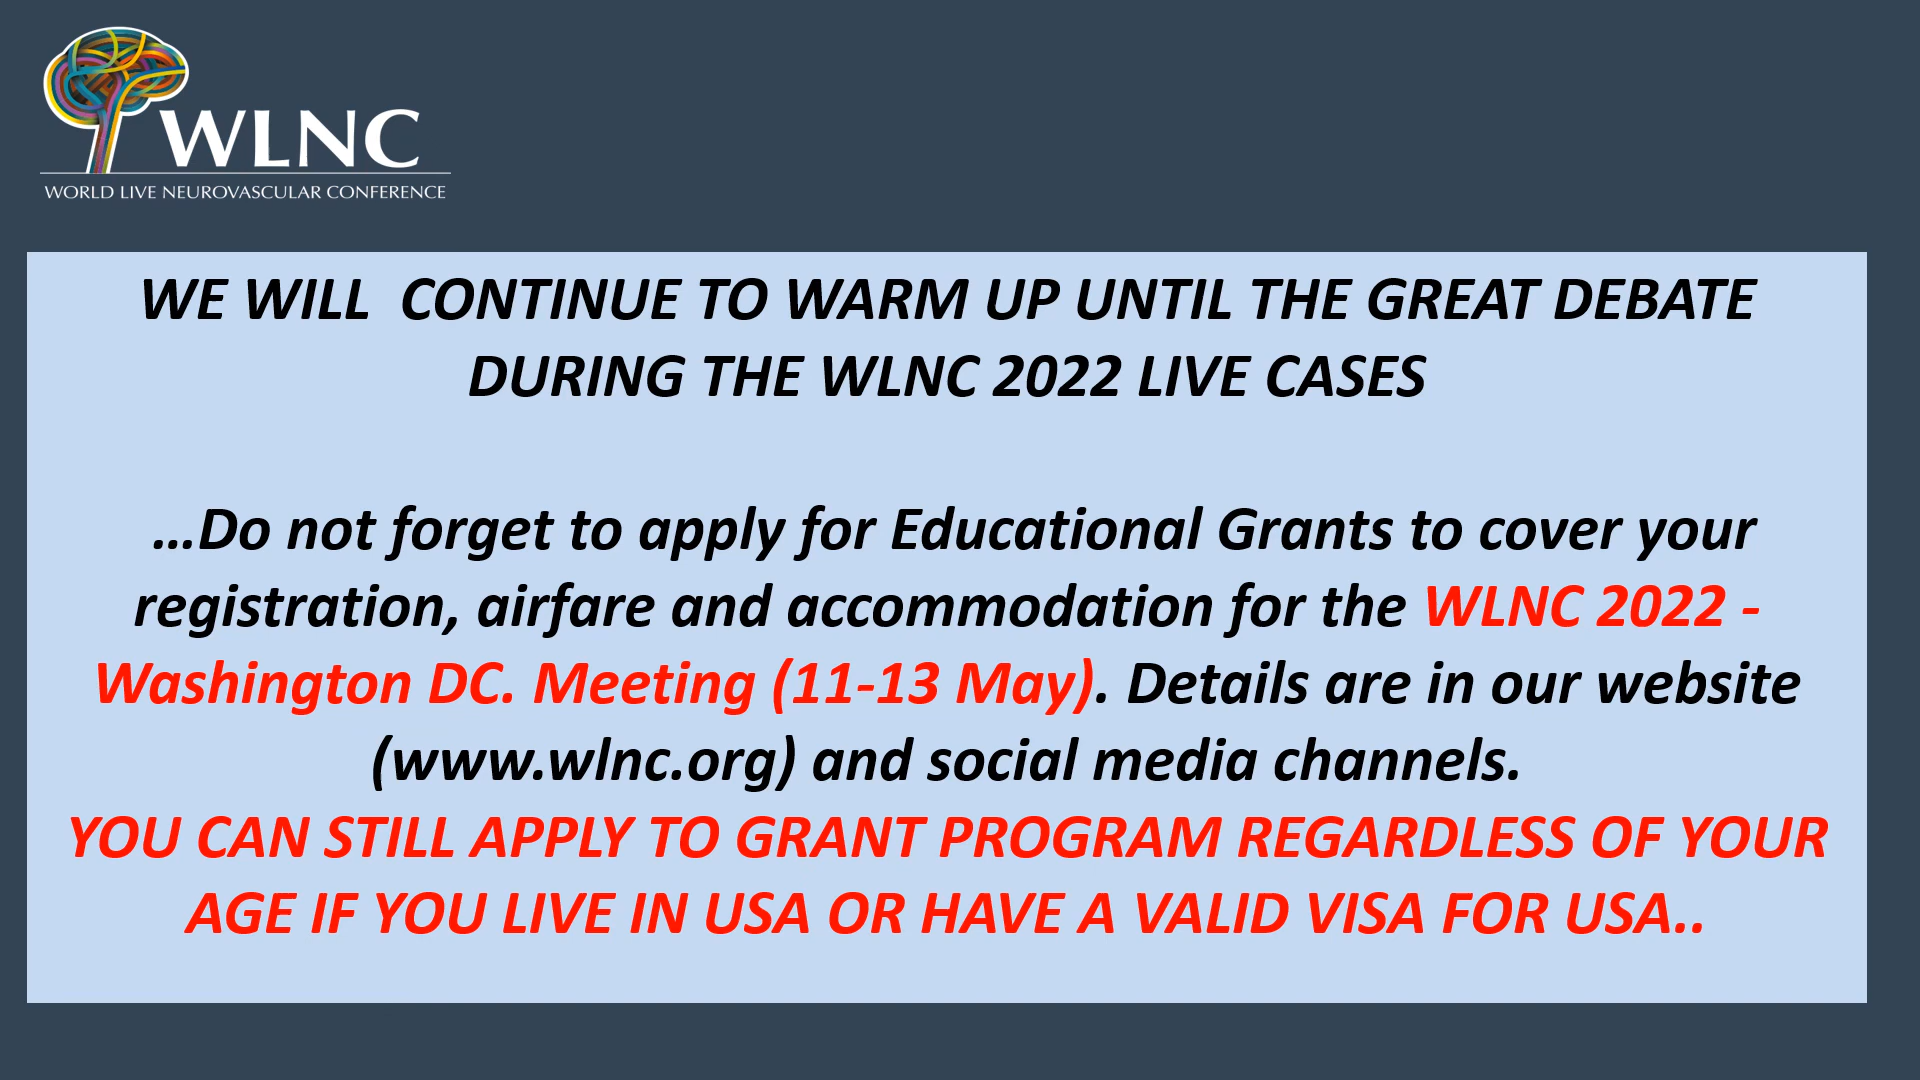 WLNC
WORLD LIVE NEUROVASCULAR CONFERENCE
WE WILL  CONTINUE TO WARM UP UNTIL THE GREAT DEBATE
DURING THE WLNC 2022 LIVE CASES
...Do not forget to apply for Educational Grants to cover your
registration, airfare and accommodation for the WLNC 2022 -
Washington DC. Meeting (11-13 May). Details are in our website
(www.wlnc.org) and social media channels.
YOU CAN STILL APPLY TO GRANT PROGRAM REGARDLESS OF YOUR
AGE IF YOU LIVE IN USA OR HAVE A VALID VISA FOR USA..